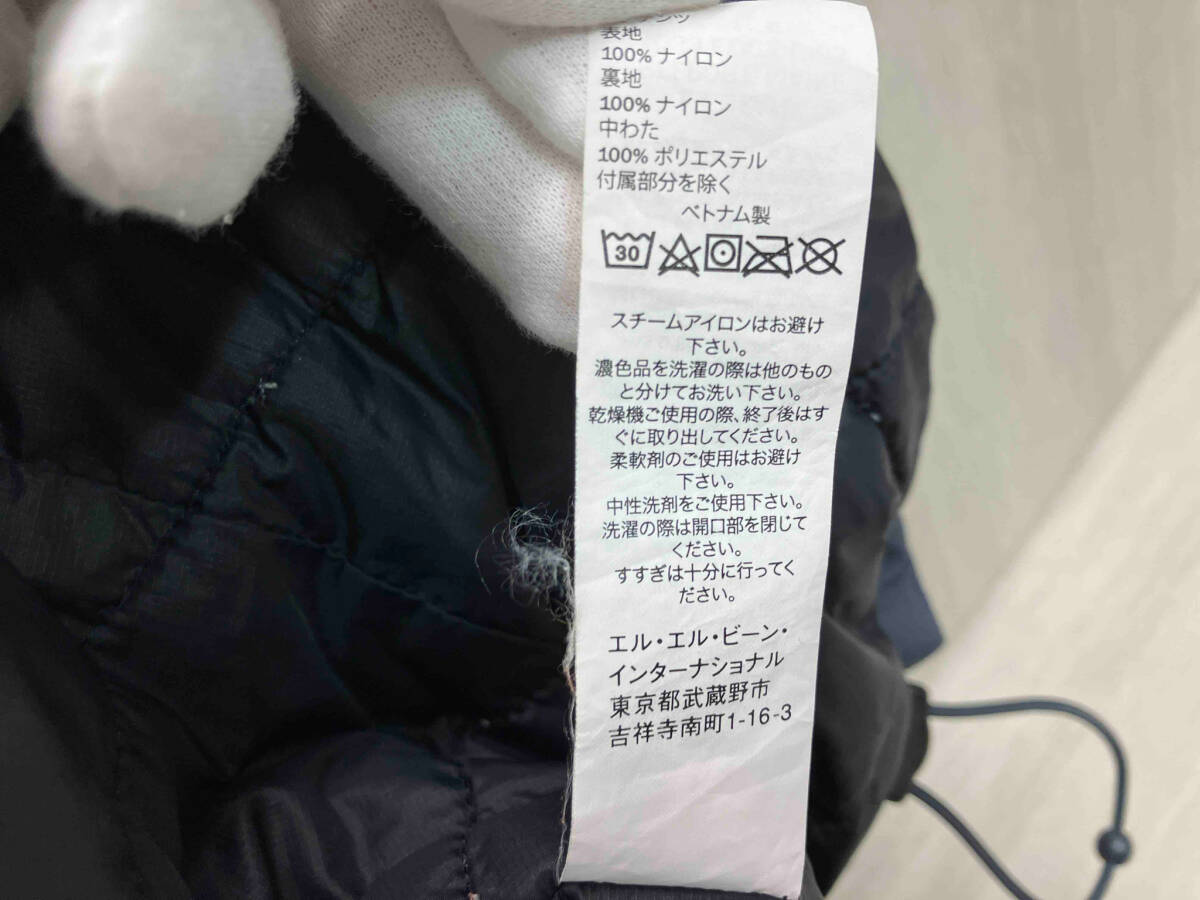 表地
100% ナイロン
裏地
100% ナイロン
中わた
100% ポリエステル
付属部分を除く
ベトナム製
30
スチームアイロンはお避け
下さい。
濃色品を洗濯の際は他のもの
と分けてお洗い下さい。
乾燥機ご使用の際、終了後はす
ぐに取り出してください。
柔軟剤のご使用はお避け
下さい。
中性洗剤をご使用下さい。
洗濯の際は開口部を閉じて
ください。
すすぎは十分に行ってく
ださい。
エル・エル・ビーン・
インターナショナル
東京都武蔵野市
吉祥寺南町1-16-3